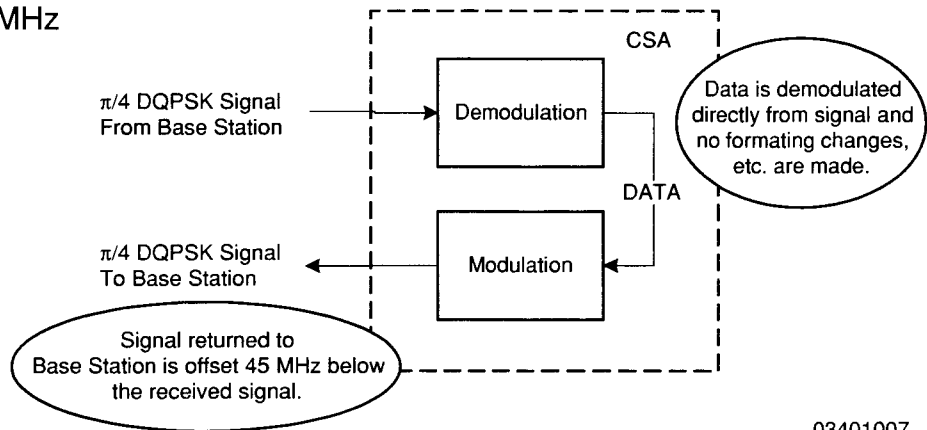 MHz
CSA
π/4 DQPSK Signal
From Base Station
Demodulation
Data is demodulated
directly from signal and
no formating changes,
etc. are made.
DATA
π/4 DQPSK Signal
To Base Station
Modulation
Signal returned to
Base Station is offset 45 MHz below
the received signal.
03401007